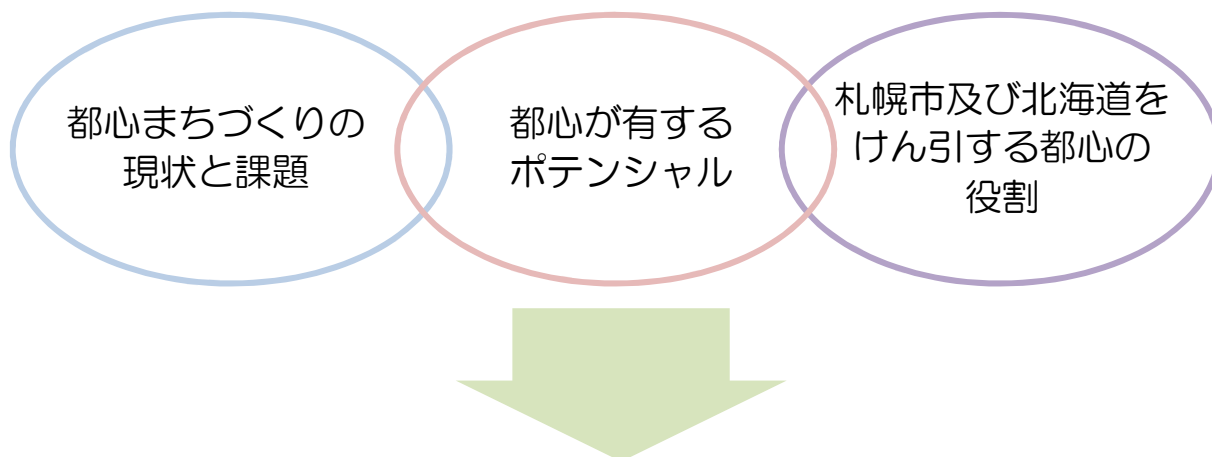 都心まちづくりの
現状と課題
都心が有する
ポテンシャル
札幌市及び北海道を
けん引する都心の
役割